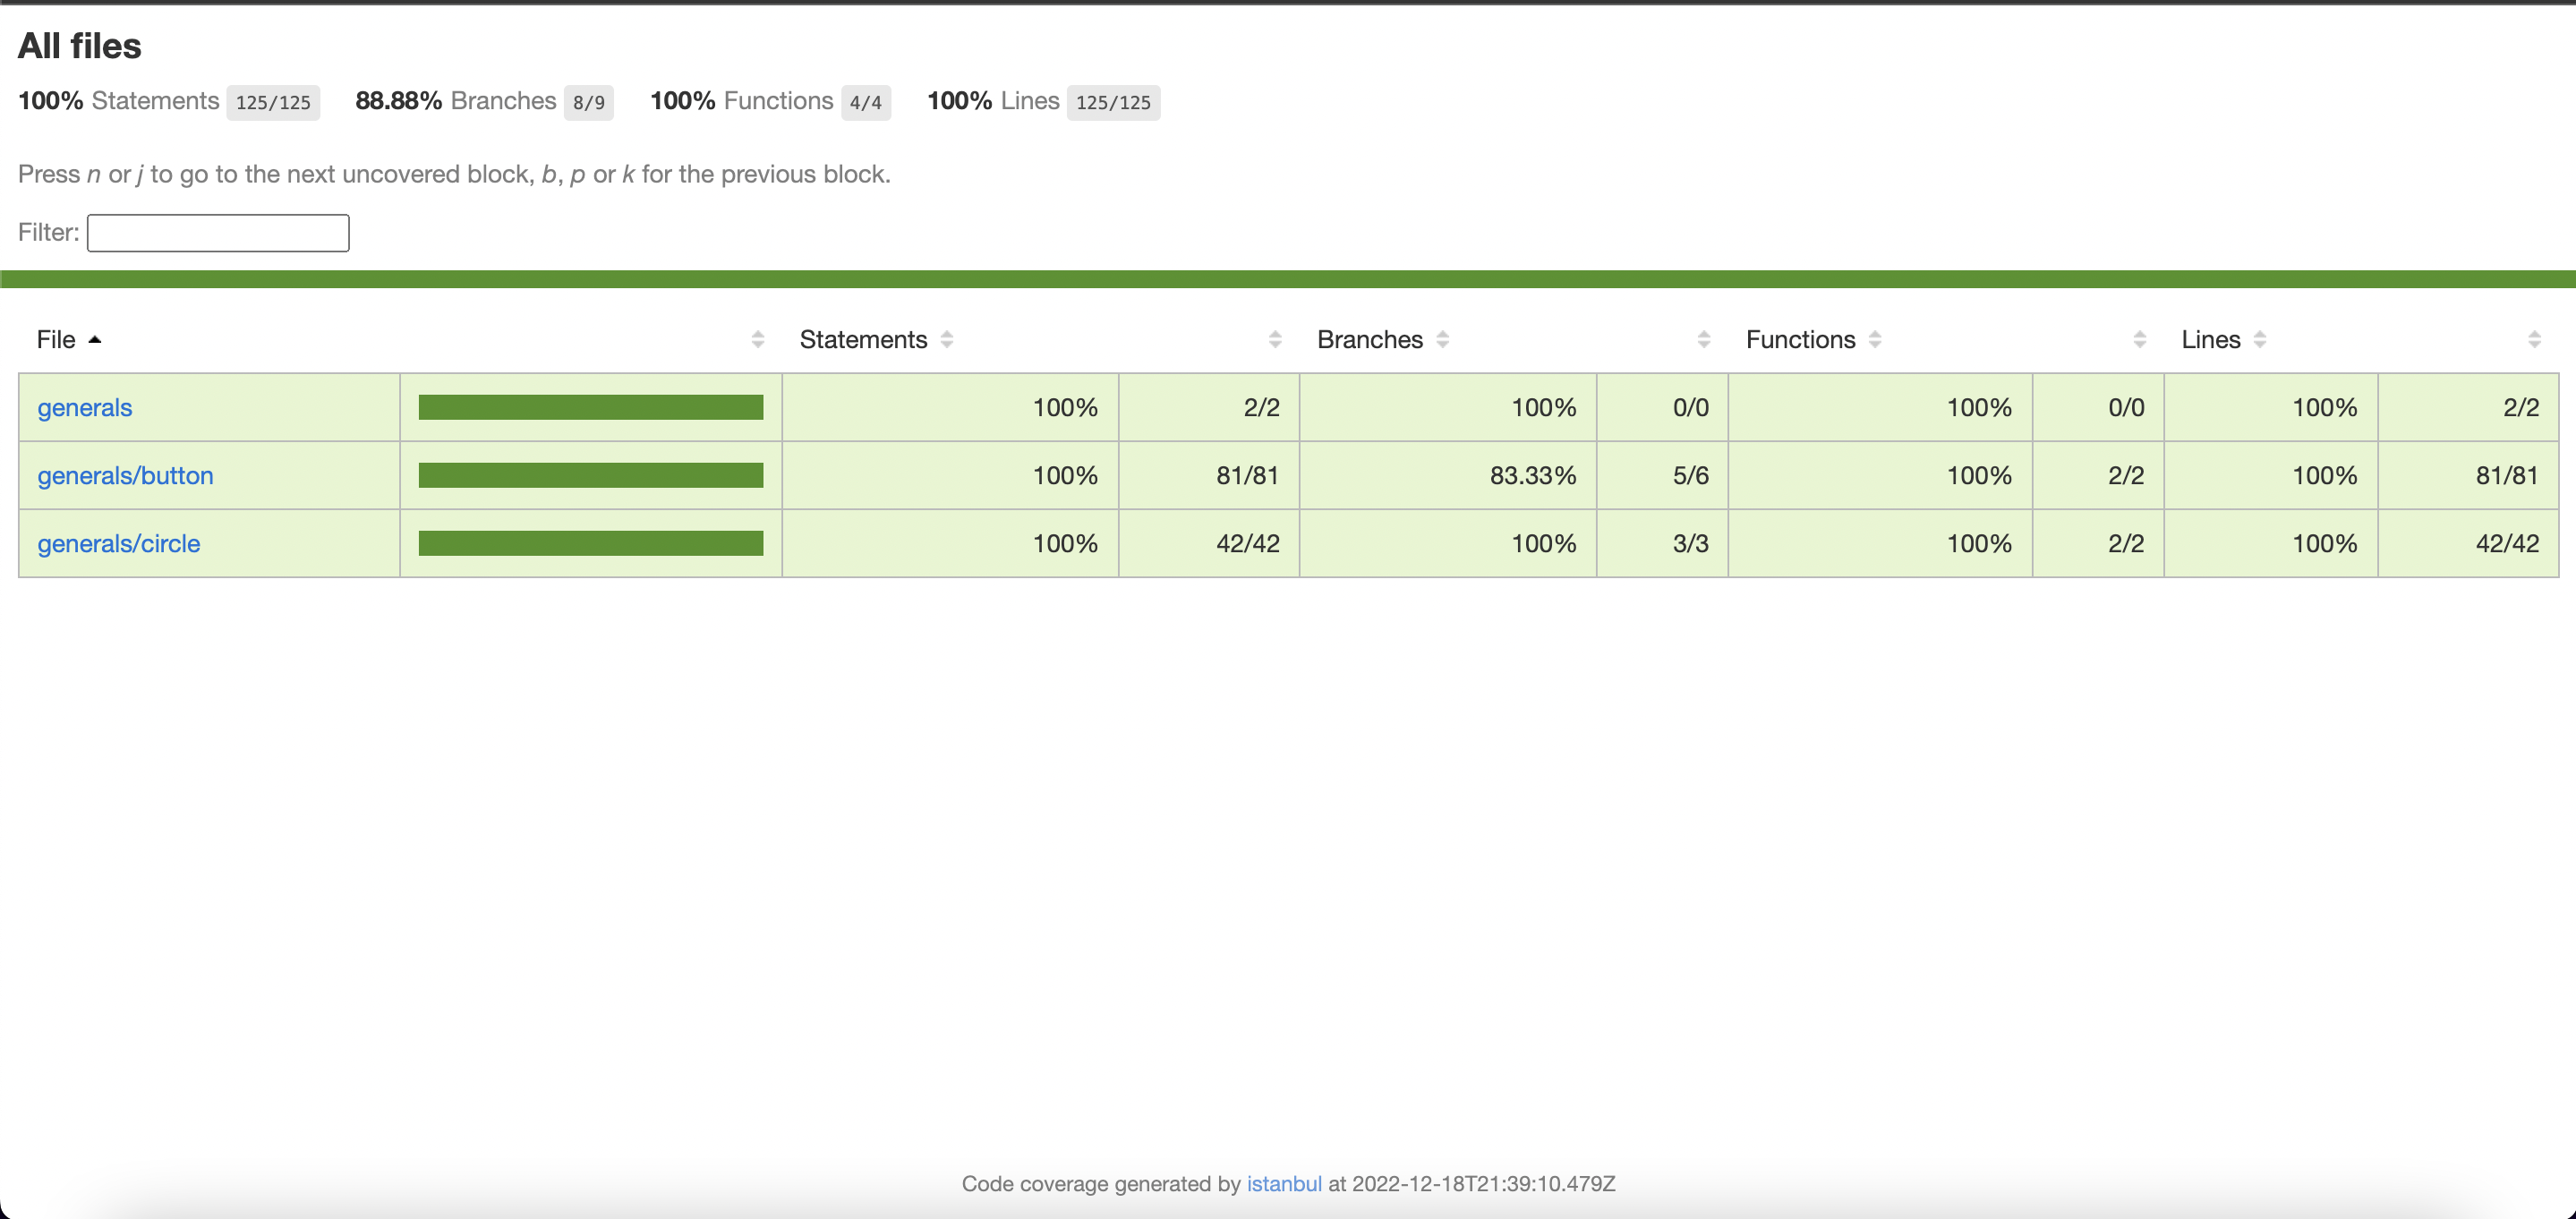 All files
100% Statements 125/125 88.88% Branches 8/9 100% Functions 4/4 100% Lines 125/125
Press n or j to go to the next uncovered block, b, p or k for the previous block.
Filter:
File Statements Branches Functions Lines
generals 100% 2/2 100% 0/0 100% 0/0 100% 2/2
generals/button 100% 81/81 83.33% 5/6 100% 2/2 100% 81/81
generals/circle 100% 42/42 100% 3/3 100% 2/2 100% 42/42
Code coverage generated by istanbul at 2022-12-18T21:39:10.479Z